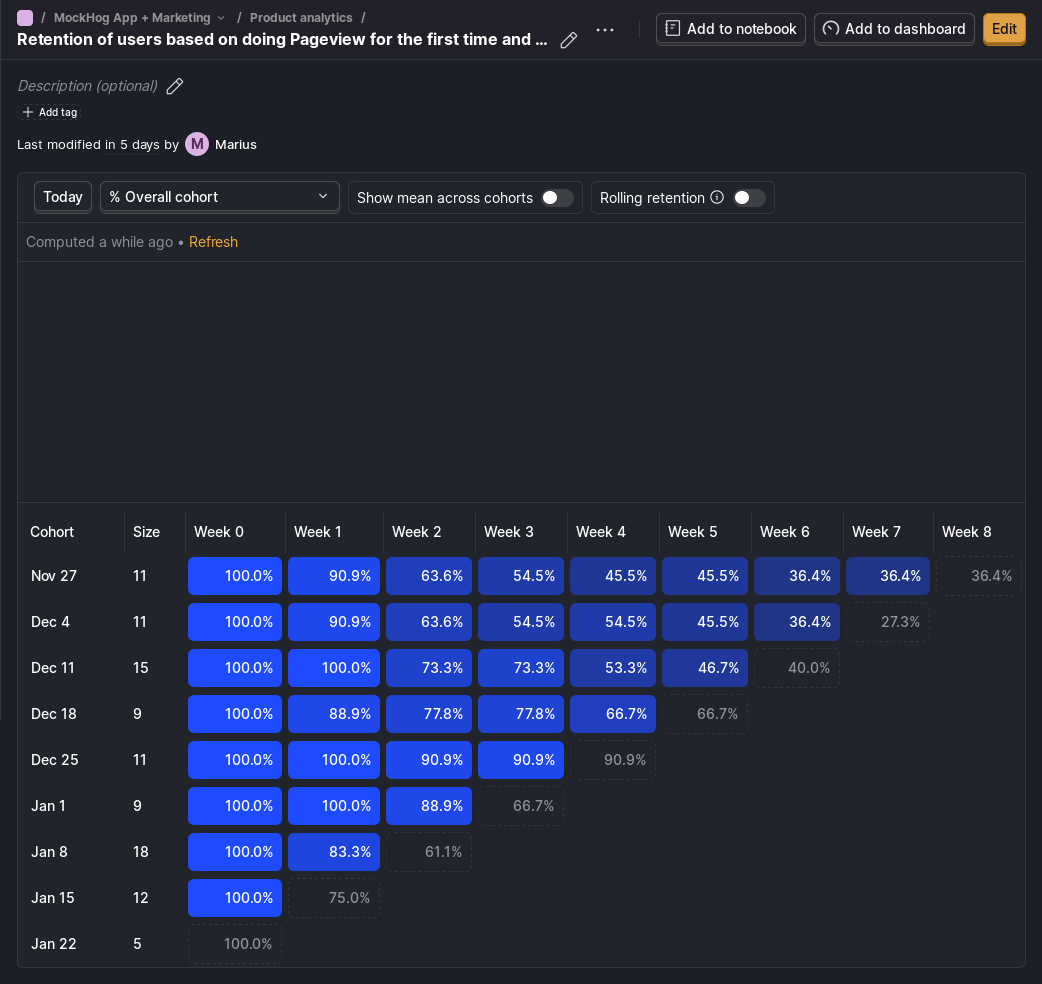 / MockHog App + Marketing / Product analytics /
Retention of users based on doing Pageview for the first time and ...
Add to notebook Add to dashboard Edit
Description (optional)
Add tag
Last modified in 5 days by M Marius
Today % Overall cohort Show mean across cohorts Rolling retention
Computed a while ago • Refresh
Cohort Size Week 0 Week 1 Week 2 Week 3 Week 4 Week 5 Week 6 Week 7 Week 8
Nov 27 11 100.0% 90.9% 63.6% 54.5% 45.5% 45.5% 36.4% 36.4% 36.4%
Dec 4 11 100.0% 90.9% 63.6% 54.5% 54.5% 45.5% 36.4% 27.3%
Dec 11 15 100.0% 100.0% 73.3% 73.3% 53.3% 46.7% 40.0%
Dec 18 9 100.0% 88.9% 77.8% 77.8% 66.7% 66.7%
Dec 25 11 100.0% 100.0% 90.9% 90.9% 90.9%
Jan 1 9 100.0% 100.0% 88.9% 66.7%
Jan 8 18 100.0% 83.3% 61.1%
Jan 15 12 100.0% 75.0%
Jan 22 5 100.0%